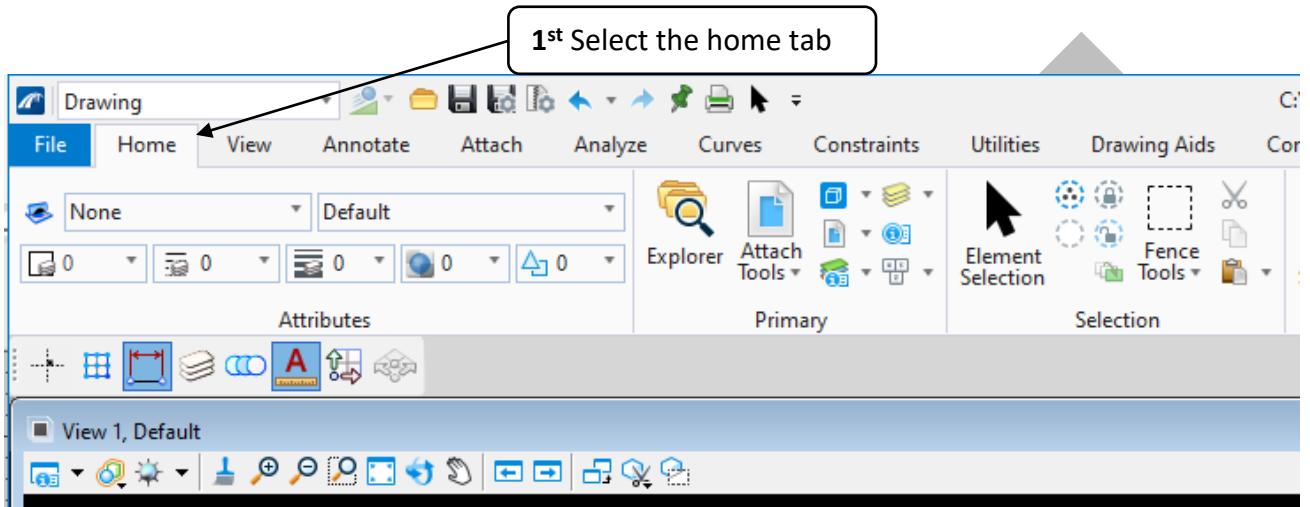 1st Select the home tab
Drawing
C:
File Home View Annotate Attach Analyze Curves Constraints Utilities Drawing Aids
None Default
0 0 0 0 0
Explorer Attach Tools Element Selection Fence Tools
Attributes Primary Selection
A
View 1, Default